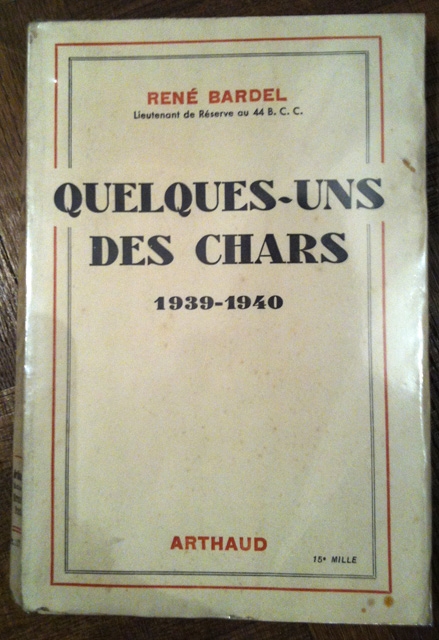 RENÉ BARDEL
Lieutenant de Réserve au 44 B. C. C.
QUELQUES-UNS
DES CHARS
1939-1940
ARTHAUD
15e MILLE